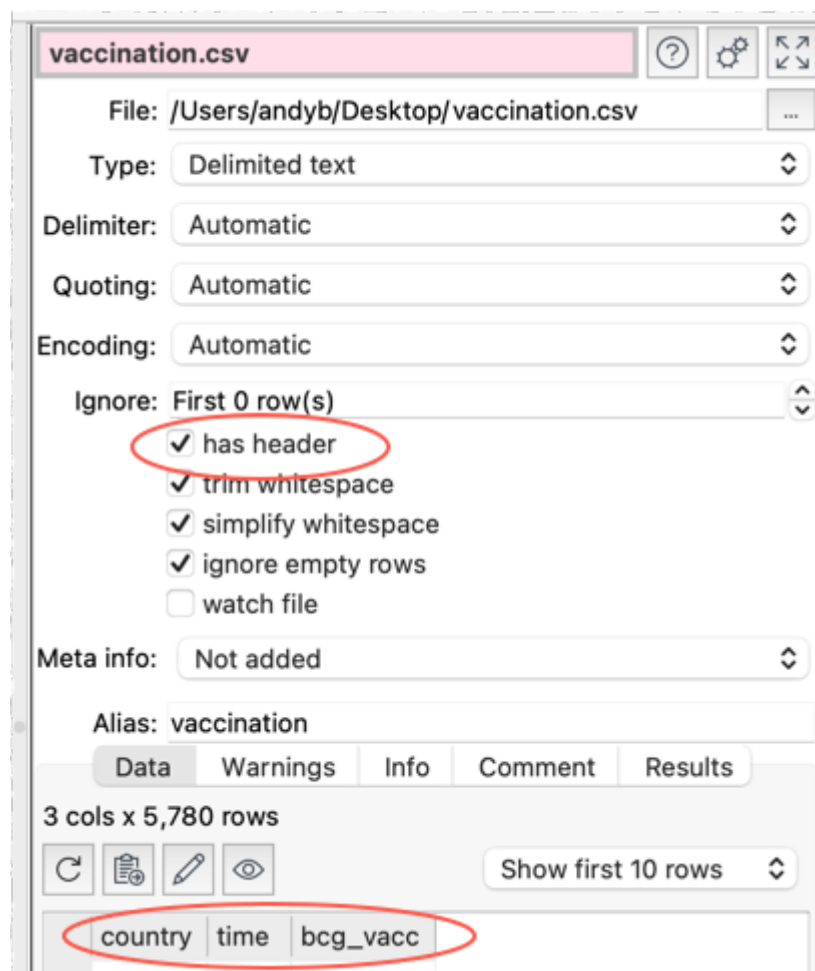 vaccination.csv
File: /Users/andyb/Desktop/vaccination.csv ...
Type: Delimited text
Delimiter: Automatic
Quoting: Automatic
Encoding: Automatic
Ignore: First 0 row(s)
has header
trim whitespace
simplify whitespace
ignore empty rows
watch file
Meta info: Not added
Alias: vaccination
Data Warnings Info Comment Results
3 cols x 5,780 rows
Show first 10 rows
country time bcg_vacc